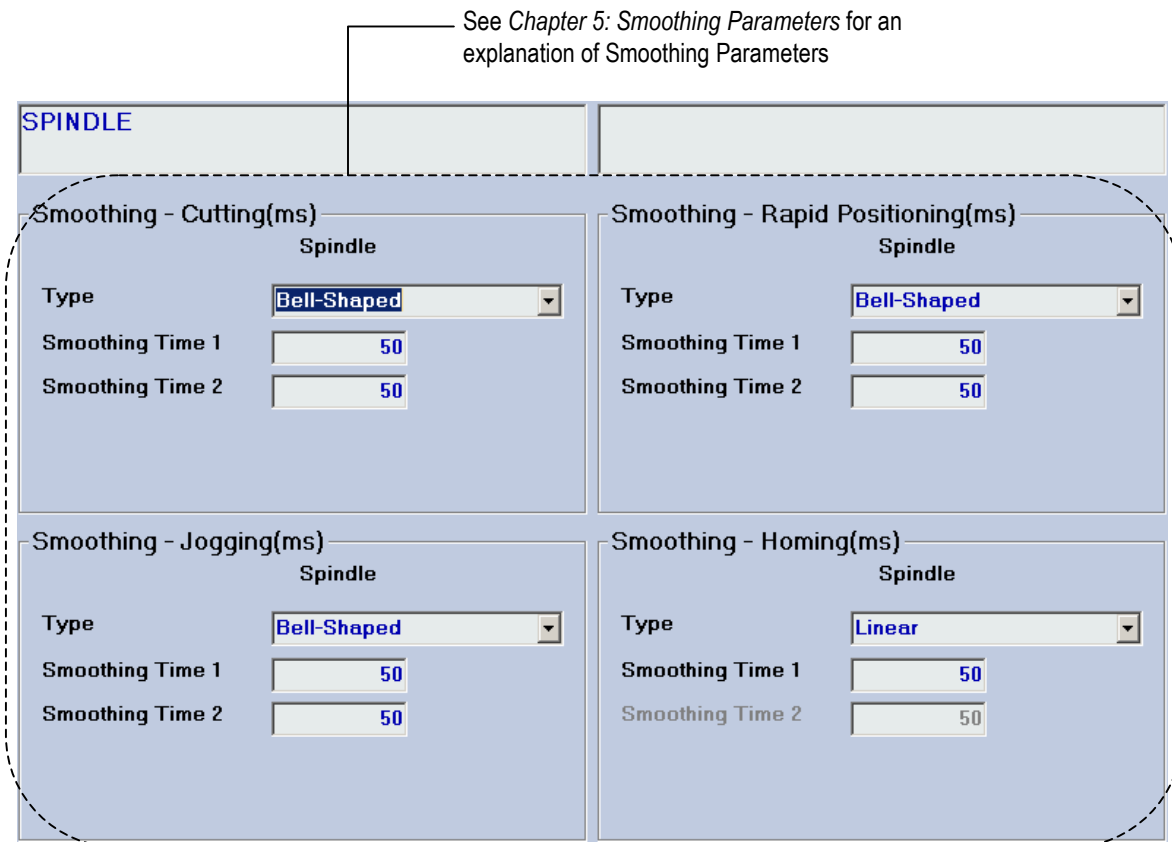 See Chapter 5: Smoothing Parameters for an
explanation of Smoothing Parameters
SPINDLE
Smoothing - Cutting(ms)
Spindle
Type
Bell-Shaped
Smoothing Time 1
50
Smoothing Time 2
50
Smoothing - Rapid Positioning(ms)
Spindle
Type
Bell-Shaped
Smoothing Time 1
50
Smoothing Time 2
50
Smoothing - Jogging(ms)
Spindle
Type
Bell-Shaped
Smoothing Time 1
50
Smoothing Time 2
50
Smoothing - Homing(ms)
Spindle
Type
Linear
Smoothing Time 1
50
Smoothing Time 2
50